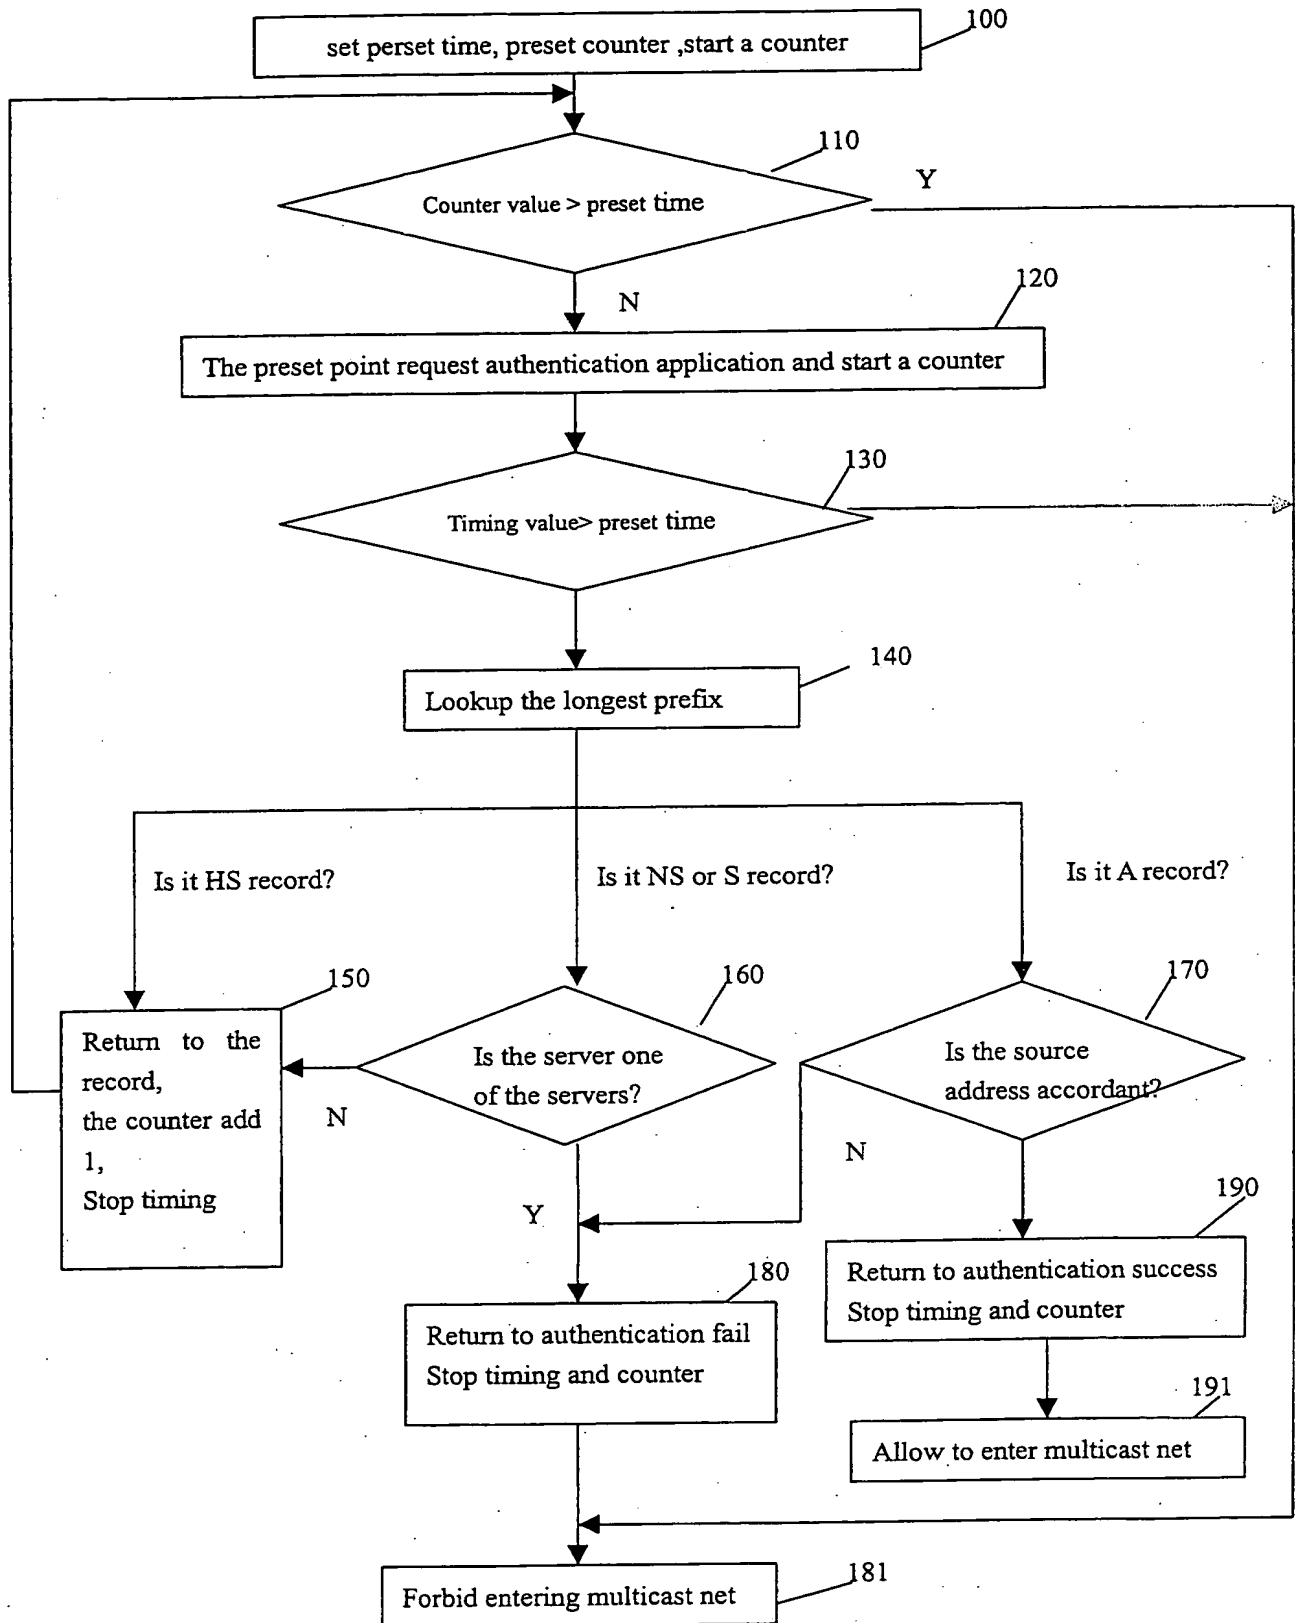 100
set perset time, preset counter ,start a counter
110
Y
Counter value > preset time
N
120
The preset point request authentication application and start a counter
130
Timing value> preset time
140
Lookup the longest prefix
Is it HS record?
Is it NS or S record?
Is it A record?
150
160
170
Return to the
record,
the counter add
1,
Stop timing
Is the server one
of the servers?
Is the source
address accordant?
N
N
Y
190
180
Return to authentication success
Stop timing and counter
Return to authentication fail
Stop timing and counter
191
Allow to enter multicast net
181
Forbid entering multicast net